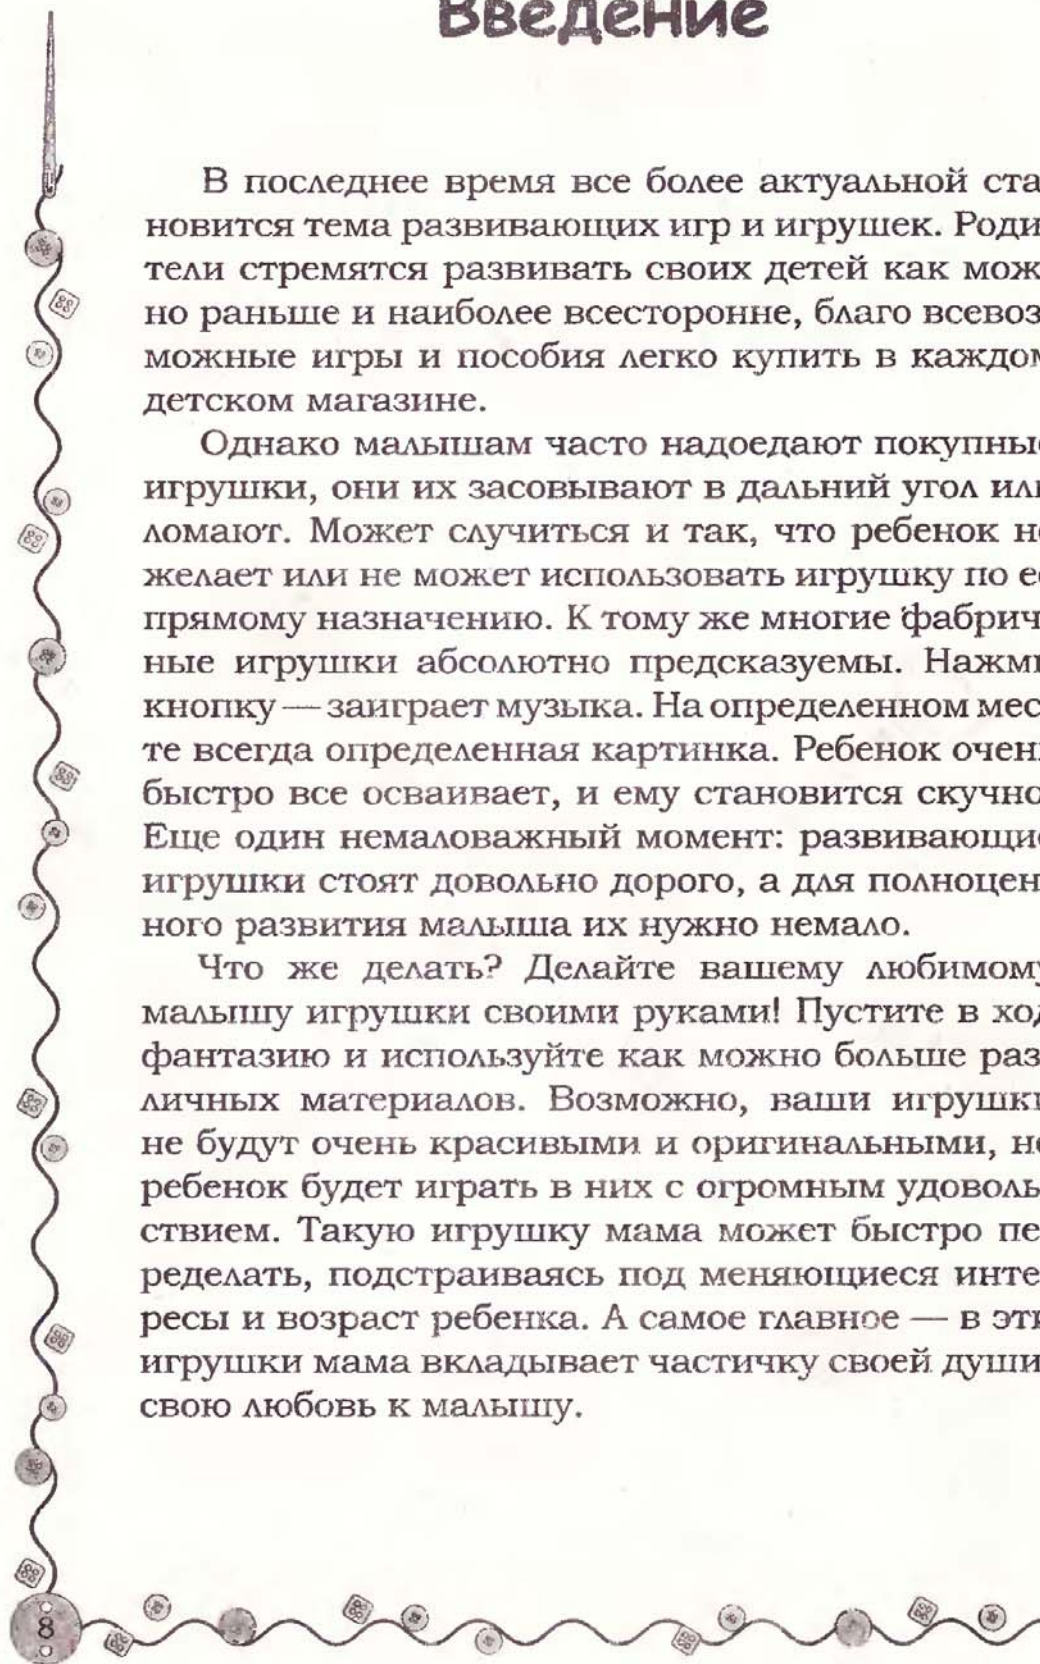 Введение
В последнее время все более актуальной ста-
новится тема развивающих игр и игрушек. Роди-
тели стремятся развивать своих детей как мож-
но раньше и наиболее всесторонне, благо всевоз-
можные игры и пособия легко купить в каждом
детском магазине.
Однако малышам часто надоедают покупные
игрушки, они их засовывают в дальний угол или
ломают. Может случиться и так, что ребенок не
желает или не может использовать игрушку по ее
прямому назначению. К тому же многие фабрич-
ные игрушки абсолютно предсказуемы. Нажми
кнопку — заиграет музыка. На определенном мес-
те всегда определенная картинка. Ребенок очень
быстро все осваивает, и ему становится скучно.
Еще один немаловажный момент: развивающие
игрушки стоят довольно дорого, а для полноцен-
ного развития малыша их нужно немало.
Что же делать? Делайте вашему любимому
малышу игрушки своими руками! Пустите в ход
фантазию и используйте как можно больше раз-
личных материалов. Возможно, ваши игрушки
не будут очень красивыми и оригинальными, но
ребенок будет играть в них с огромным удоволь-
ствием. Такую игрушку мама может быстро пе-
ределать, подстраиваясь под меняющиеся инте-
ресы и возраст ребенка. А самое главное — в эти
игрушки мама вкладывает частичку своей души,
свою любовь к малышу.
8